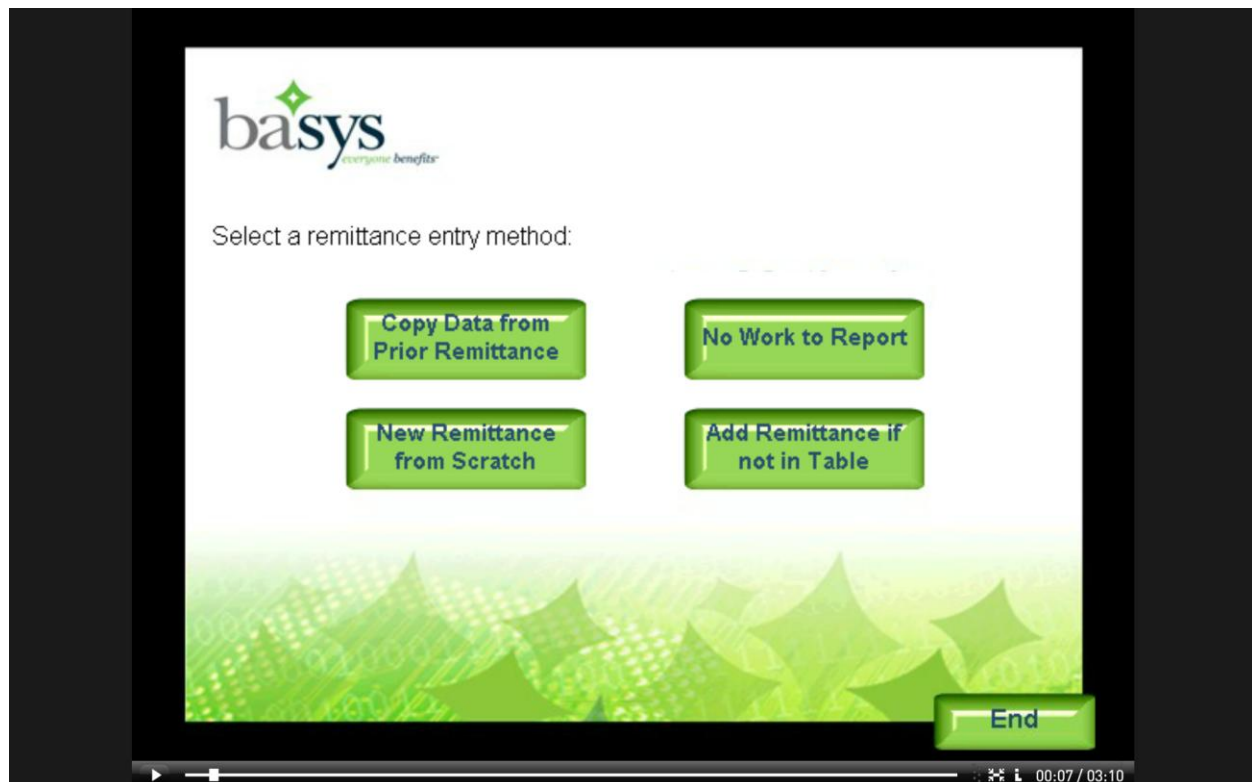 basys
everyone benefits
Select a remittance entry method:
Copy Data from
Prior Remittance
No Work to Report
New Remittance
from Scratch
Add Remittance if
not in Table
End
00:07 / 03:10